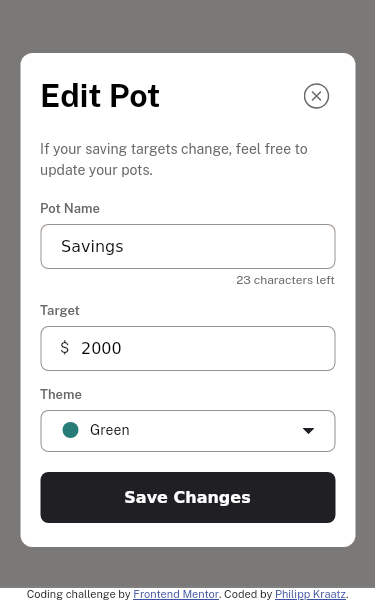 Edit Pot
If your saving targets change, feel free to
update your pots.
Pot Name
Savings
23 characters left
Target
$ 2000
Theme
Green
Save Changes
Coding challenge by Frontend Mentor. Coded by Philipp Kraatz.